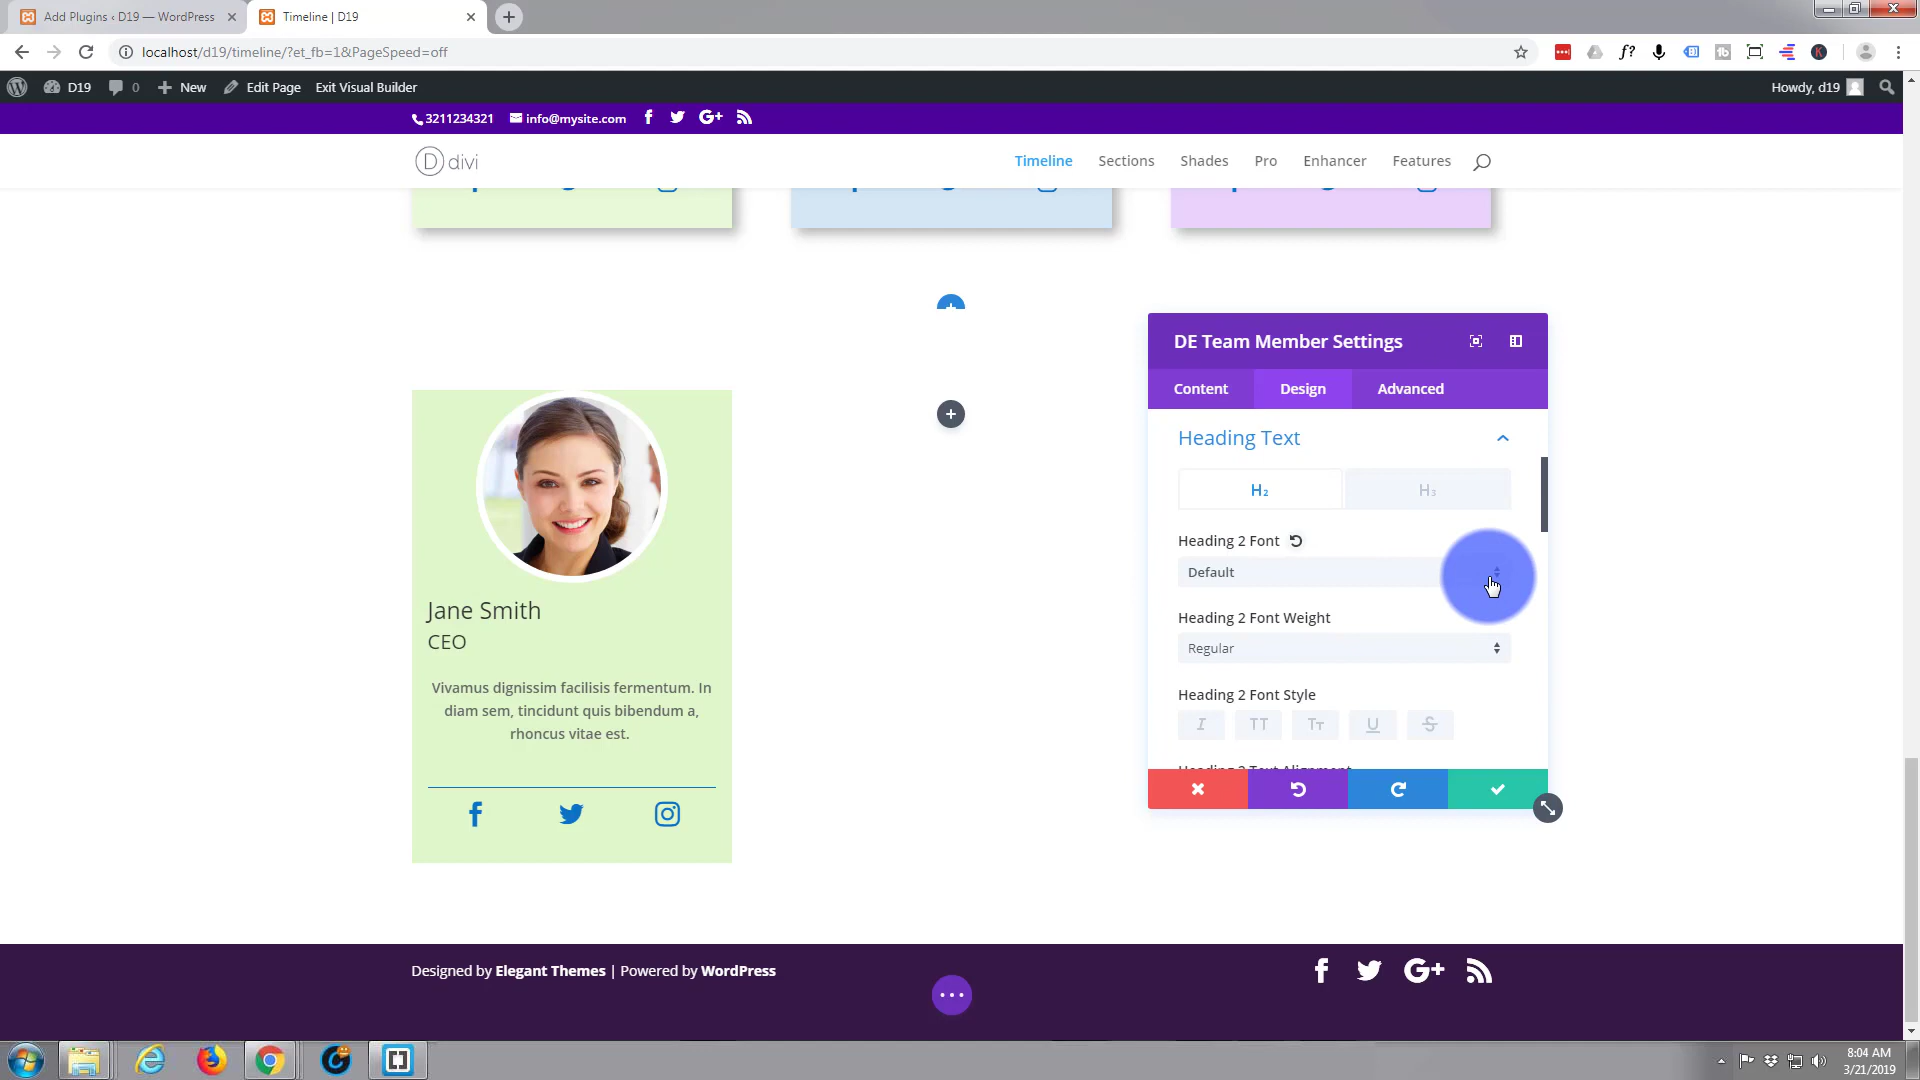 Add Plugins ‹ D19 — WordPress
Timeline | D19
localhost/d19/timeline/?et_fb=1&PageSpeed=off
D19
0
New
Edit Page
Exit Visual Builder
Howdy, d19
3211234321
info@mysite.com
divi
Timeline
Sections
Shades
Pro
Enhancer
Features
DE Team Member Settings
Content
Design
Advanced
Heading Text
H2
H3
Heading 2 Font
Default
Heading 2 Font Weight
Regular
Heading 2 Font Style
Heading 2 Text Alignment
Jane Smith
CEO
Vivamus dignissim facilisis fermentum. In
diam sem, tincidunt quis bibendum a,
rhoncus vitae est.
Designed by Elegant Themes | Powered by WordPress
8:04 AM
3/21/2019